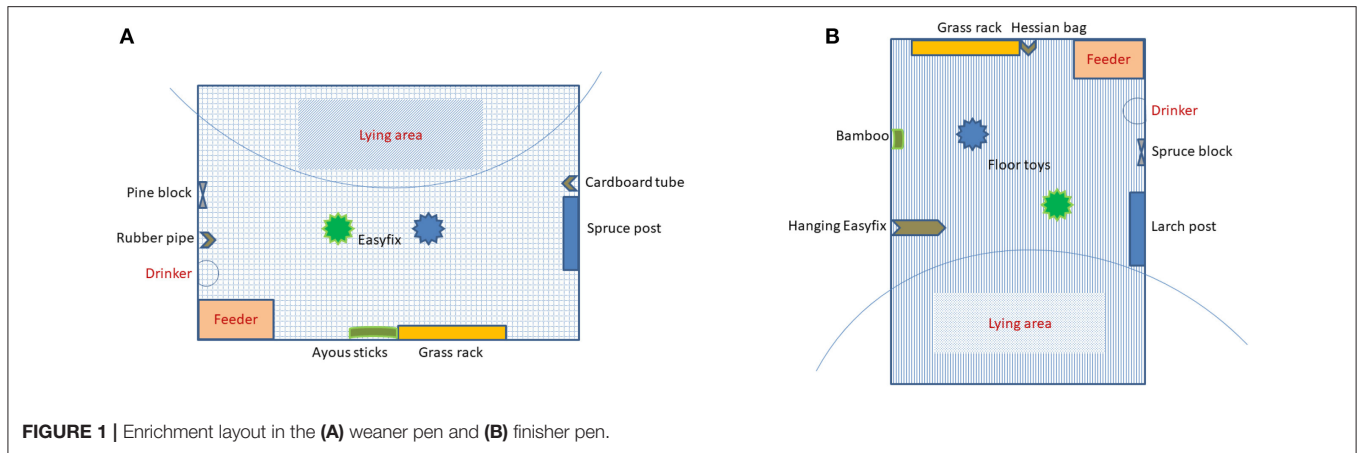 A
Lying area
Pine block
Cardboard tube
Rubber pipe
Easyfix
Spruce post
Drinker
Feeder
Ayous sticks
Grass rack
B
Grass rack
Hessian bag
Feeder
Drinker
Bamboo
Spruce block
Floor toys
Hanging Easyfix
Larch post
Lying area
FIGURE 1 | Enrichment layout in the (A) weaner pen and (B) finisher pen.